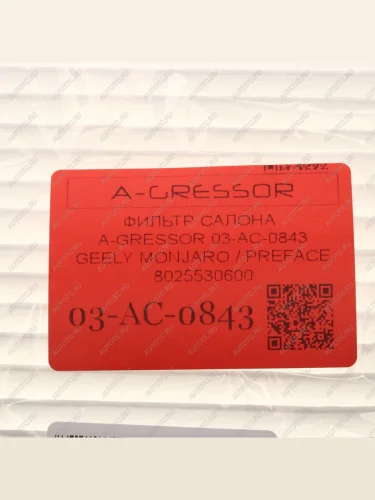 A-GRESSOR
ФИЛЬТР САЛОНА
A-GRESSOR 03-AC-0843
GEELY MONJARO / PREFACE
8025530600
03-AC-0843